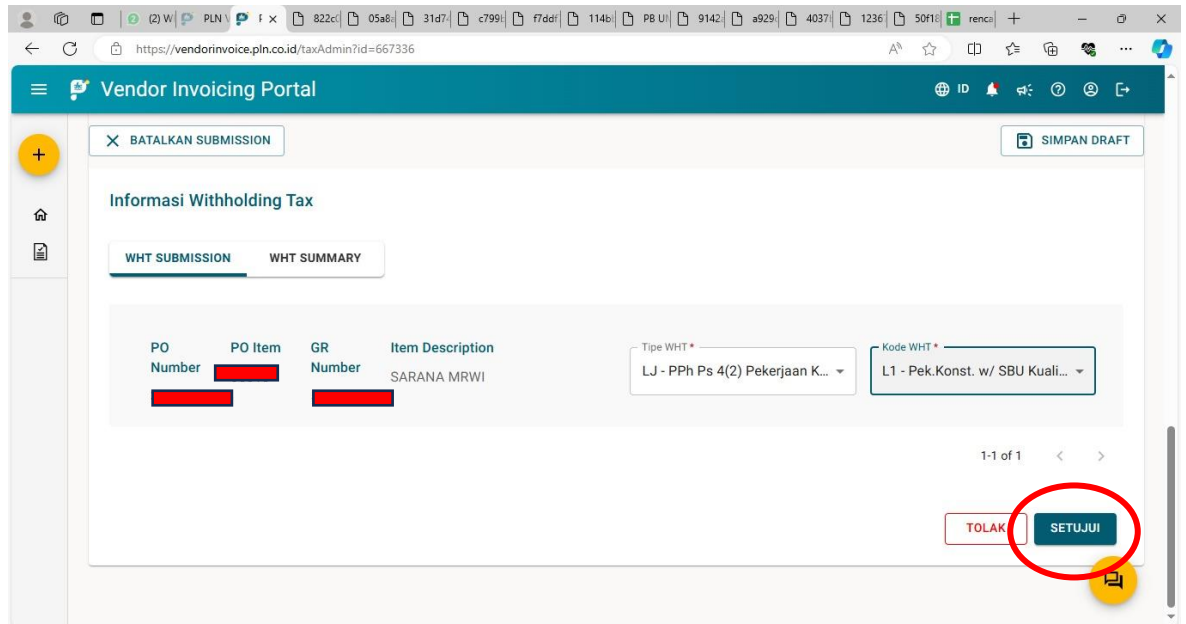 (2) W
PLN V
822cc
05a8
31d7
c799
f7ddf
114b
PB U
9142
a929
4037
1236
50f18
renca
https://vendorinvoice.pln.co.id/taxAdmin?id=667336
Vendor Invoicing Portal
ID
BATALKAN SUBMISSION
SIMPAN DRAFT
Informasi Withholding Tax
WHT SUBMISSION
WHT SUMMARY
PO Number
PO Item
GR Number
Item Description
SARANA MRWI
Tipe WHT *
LJ - PPh Ps 4(2) Pekerjaan K...
Kode WHT *
L1 - Pek.Konst. w/ SBU Kuali...
1-1 of 1
TOLAK
SETUJUI